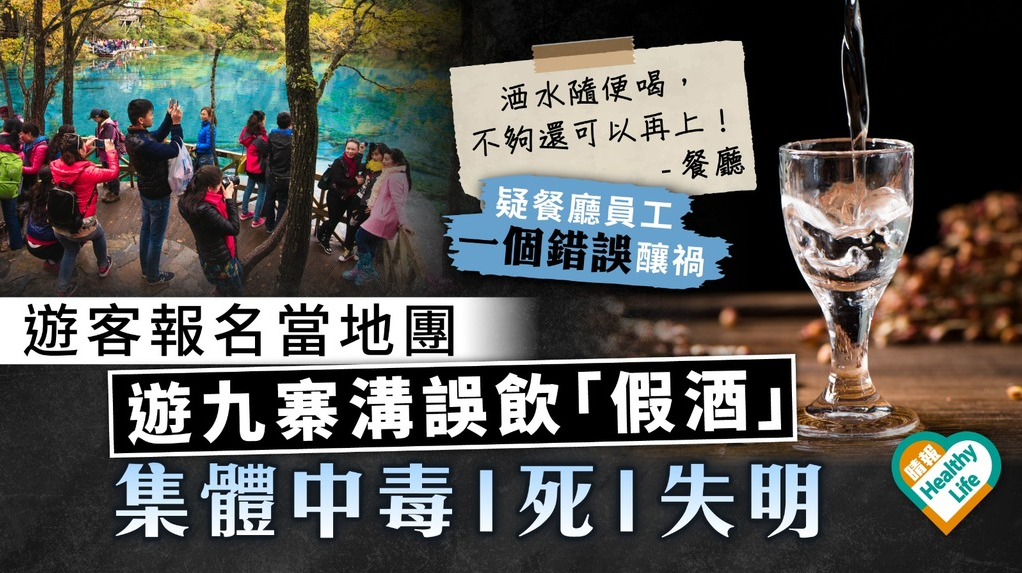 酒水隨便喝，
不夠還可以再上！
- 餐廳
疑餐廳員工
一個錯誤釀禍
遊客報名當地團
遊九寨溝誤飲「假酒」
集體中毒1死1失明
晴報
Healthy
Life